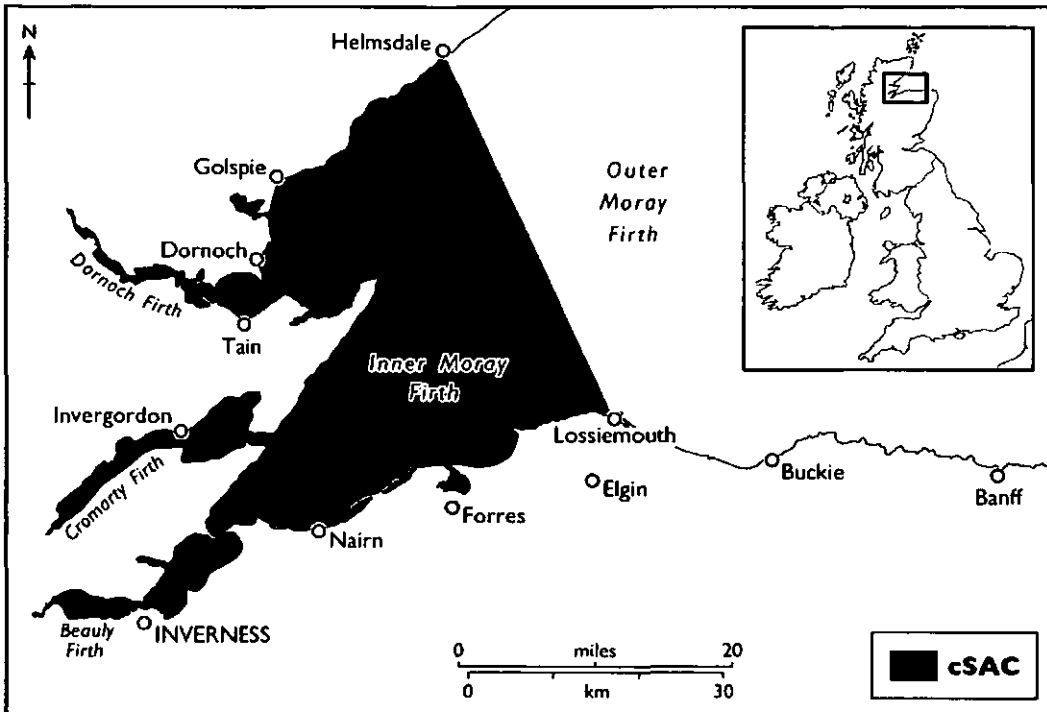 N
Helmsdale
Golspie
Outer
Moray
Firth
Dornoch
Dornoch Firth
Tain
Inner Moray
Firth
Invergordon
Lossiemouth
Cromarty Firth
Buckie
Elgin
Banff
Forres
Nairn
INVERNESS
Beauly
Firth
0 miles 20
0 km 30
cSAC